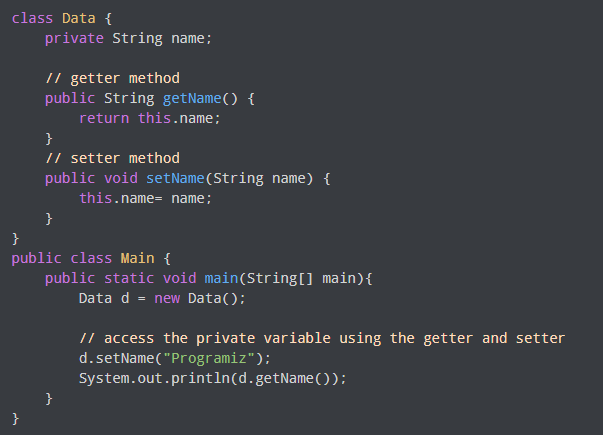 class Data {
    private String name;

    // getter method
    public String getName() {
        return this.name;
    }
    // setter method
    public void setName(String name) {
        this.name= name;
    }
}
public class Main {
    public static void main(String[] main){
        Data d = new Data();

        // access the private variable using the getter and setter
        d.setName("Programiz");
        System.out.println(d.getName());
    }
}